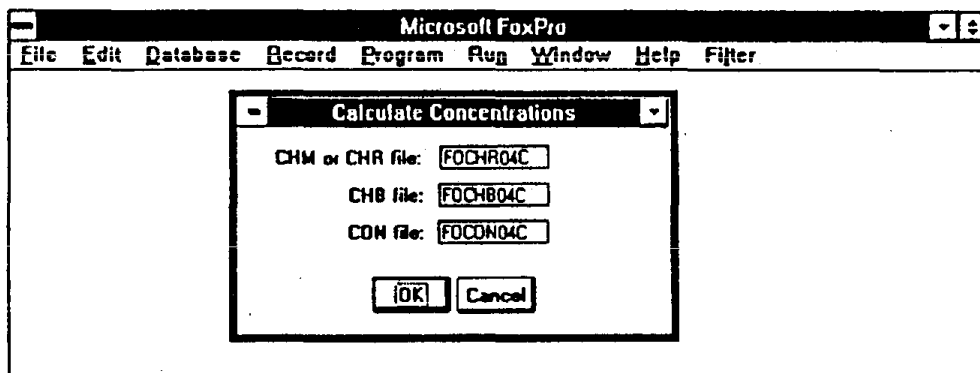 Microsoft FoxPro
File Edit Database Record Program Run Window Help Filter
Calculate Concentrations
CHM or CHR file: FOCHR04C
CHB file: FOCHB04C
CON file: FOCON04C
OK Cancel